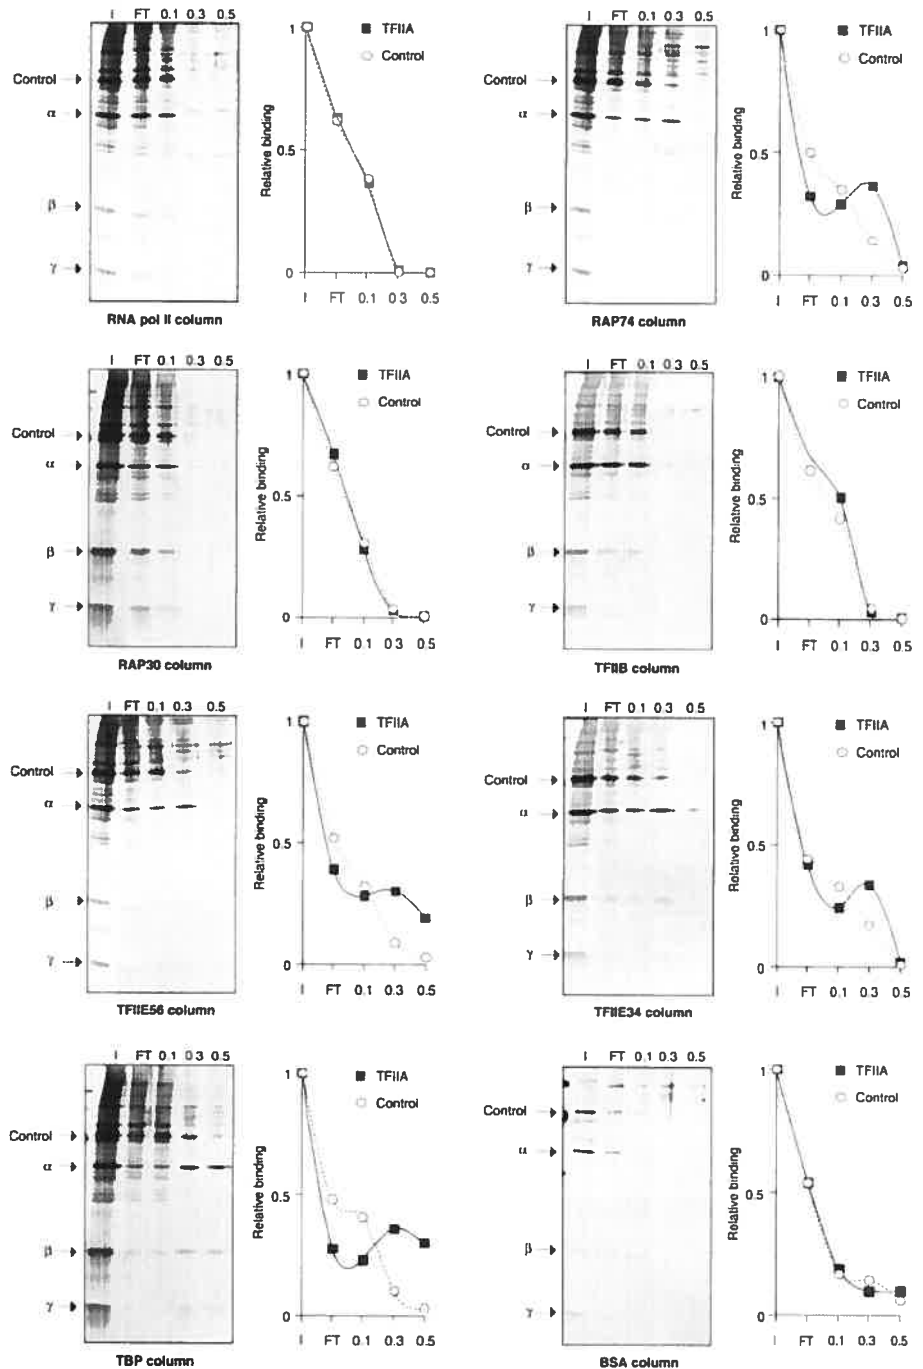 I FT 0.1 0.3 0.5
Control
α
β
γ
RNA pol II column
Relative binding
1
0.5
0
TFIIA
Control
I FT 0.1 0.3 0.5
I FT 0.1 0.3 0.5
RAP74 column
Relative binding
1
0.5
0
TFIIA
Control
I FT 0.1 0.3 0.5
I FT 0.1 0.3 0.5
Control
α
β
γ
RAP30 column
Relative binding
1
0.5
0
TFIIA
Control
I FT 0.1 0.3 0.5
I FT 0.1 0.3 0.5
Control
α
β
γ
TFIIB column
Relative binding
1
0.5
0
TFIIA
Control
I FT 0.1 0.3 0.5
I FT 0.1 0.3 0.5
Control
α
β
γ
TFIIE56 column
Relative binding
1
0.5
0
TFIIA
Control
I FT 0.1 0.3 0.5
I FT 0.1 0.3 0.5
Control
α
β
γ
TFIIE34 column
Relative binding
1
0.5
0
TFIIA
Control
I FT 0.1 0.3 0.5
I FT 0.1 0.3 0.5
Control
α
β
γ
TBP column
Relative binding
1
0.5
0
TFIIA
Control
I FT 0.1 0.3 0.5
I FT 0.1 0.3 0.5
Control
α
β
γ
BSA column
Relative binding
1
0.5
0
TFIIA
Control
I FT 0.1 0.3 0.5